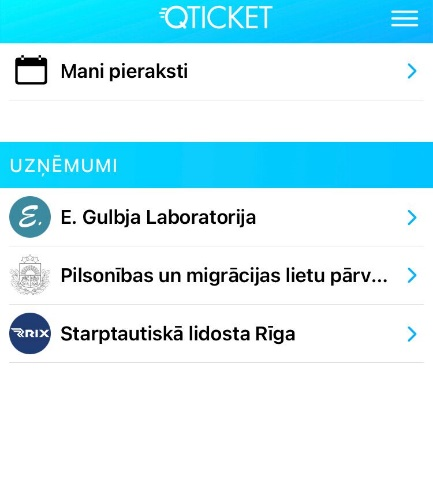 QTICKET
Mani pieraksti
UZŅĒMUMI
E.
E. Gulbja Laboratorija
Pilsonības un migrācijas lietu pārv...
RIX
Starptautiskā lidosta Rīga